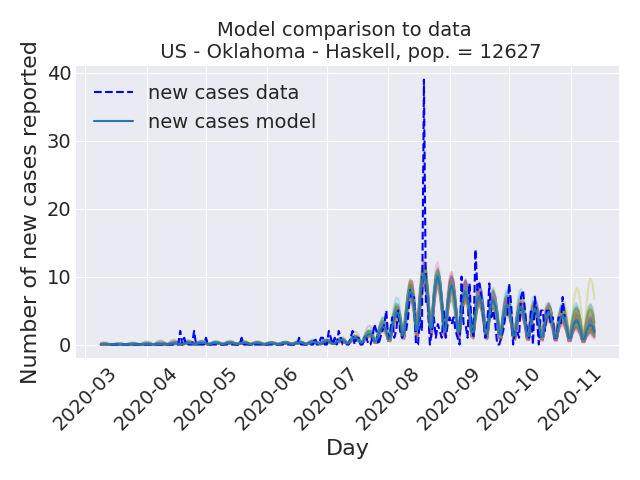 Model comparison to data
US - Oklahoma - Haskell, pop. = 12627
new cases data
new cases model
Number of new cases reported
40
30
20
10
0
2020-03
2020-04
2020-05
2020-06
2020-07
2020-08
2020-09
2020-10
2020-11
Day